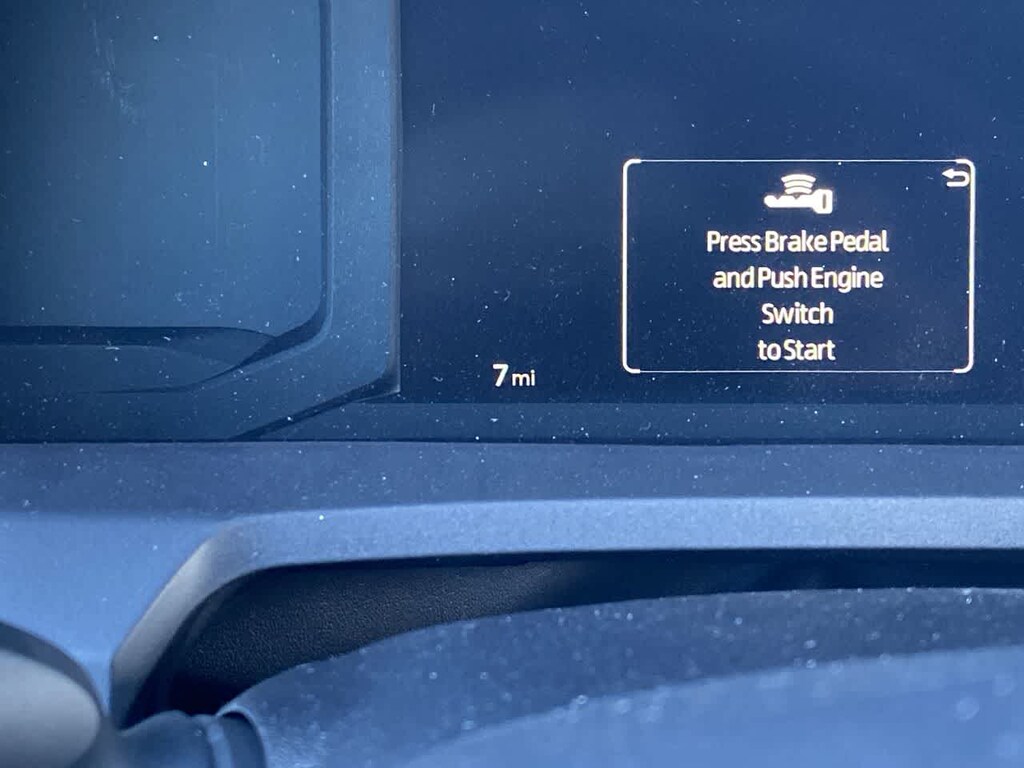 Press Brake Pedal
and Push Engine
Switch
to Start
7 mi